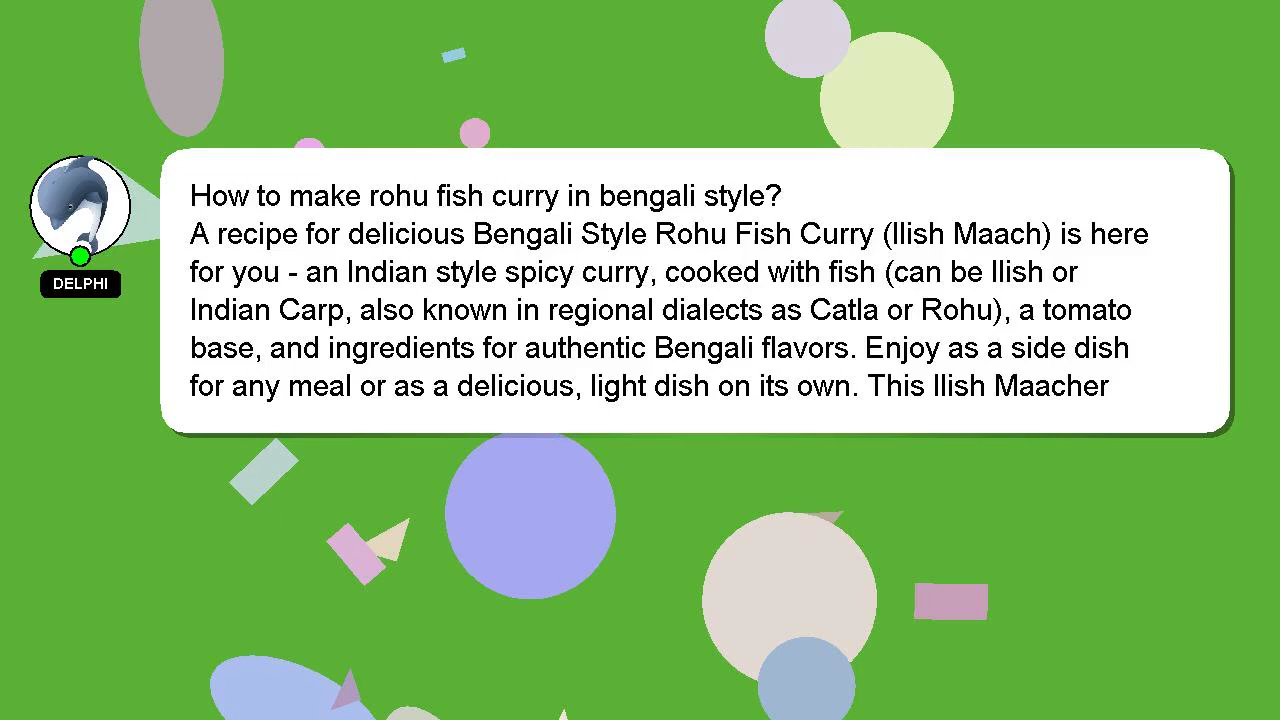 How to make rohu fish curry in bengali style?
A recipe for delicious Bengali Style Rohu Fish Curry (Ilish Maach) is here
for you - an Indian style spicy curry, cooked with fish (can be Ilish or
Indian Carp, also known in regional dialects as Catla or Rohu), a tomato
base, and ingredients for authentic Bengali flavors. Enjoy as a side dish
for any meal or as a delicious, light dish on its own. This Ilish Maacher
DELPHI